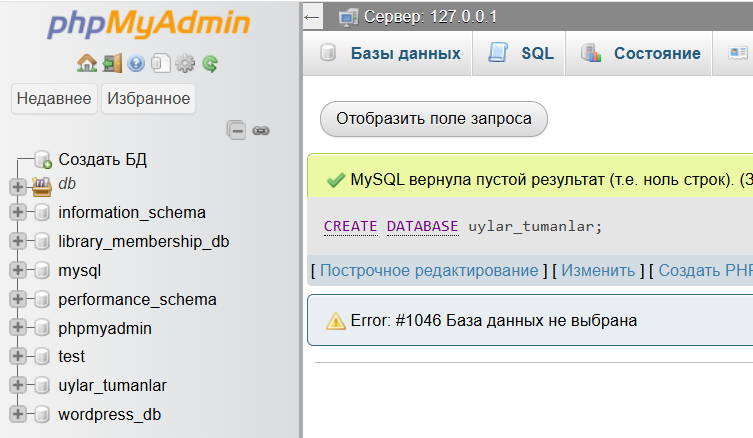 phpMyAdmin
Недавнее
Избранное
Создать БД
db
information_schema
library_membership_db
mysql
performance_schema
phpmyadmin
test
uylar_tumanlar
wordpress_db
← Сервер: 127.0.0.1
Базы данных SQL Состояние
Отобразить поле запроса
MySQL вернула пустой результат (т.е. ноль строк). (З
CREATE DATABASE uylar_tumanlar;
[ Построчное редактирование ] [ Изменить ] [ Создать PHP
Error: #1046 База данных не выбрана